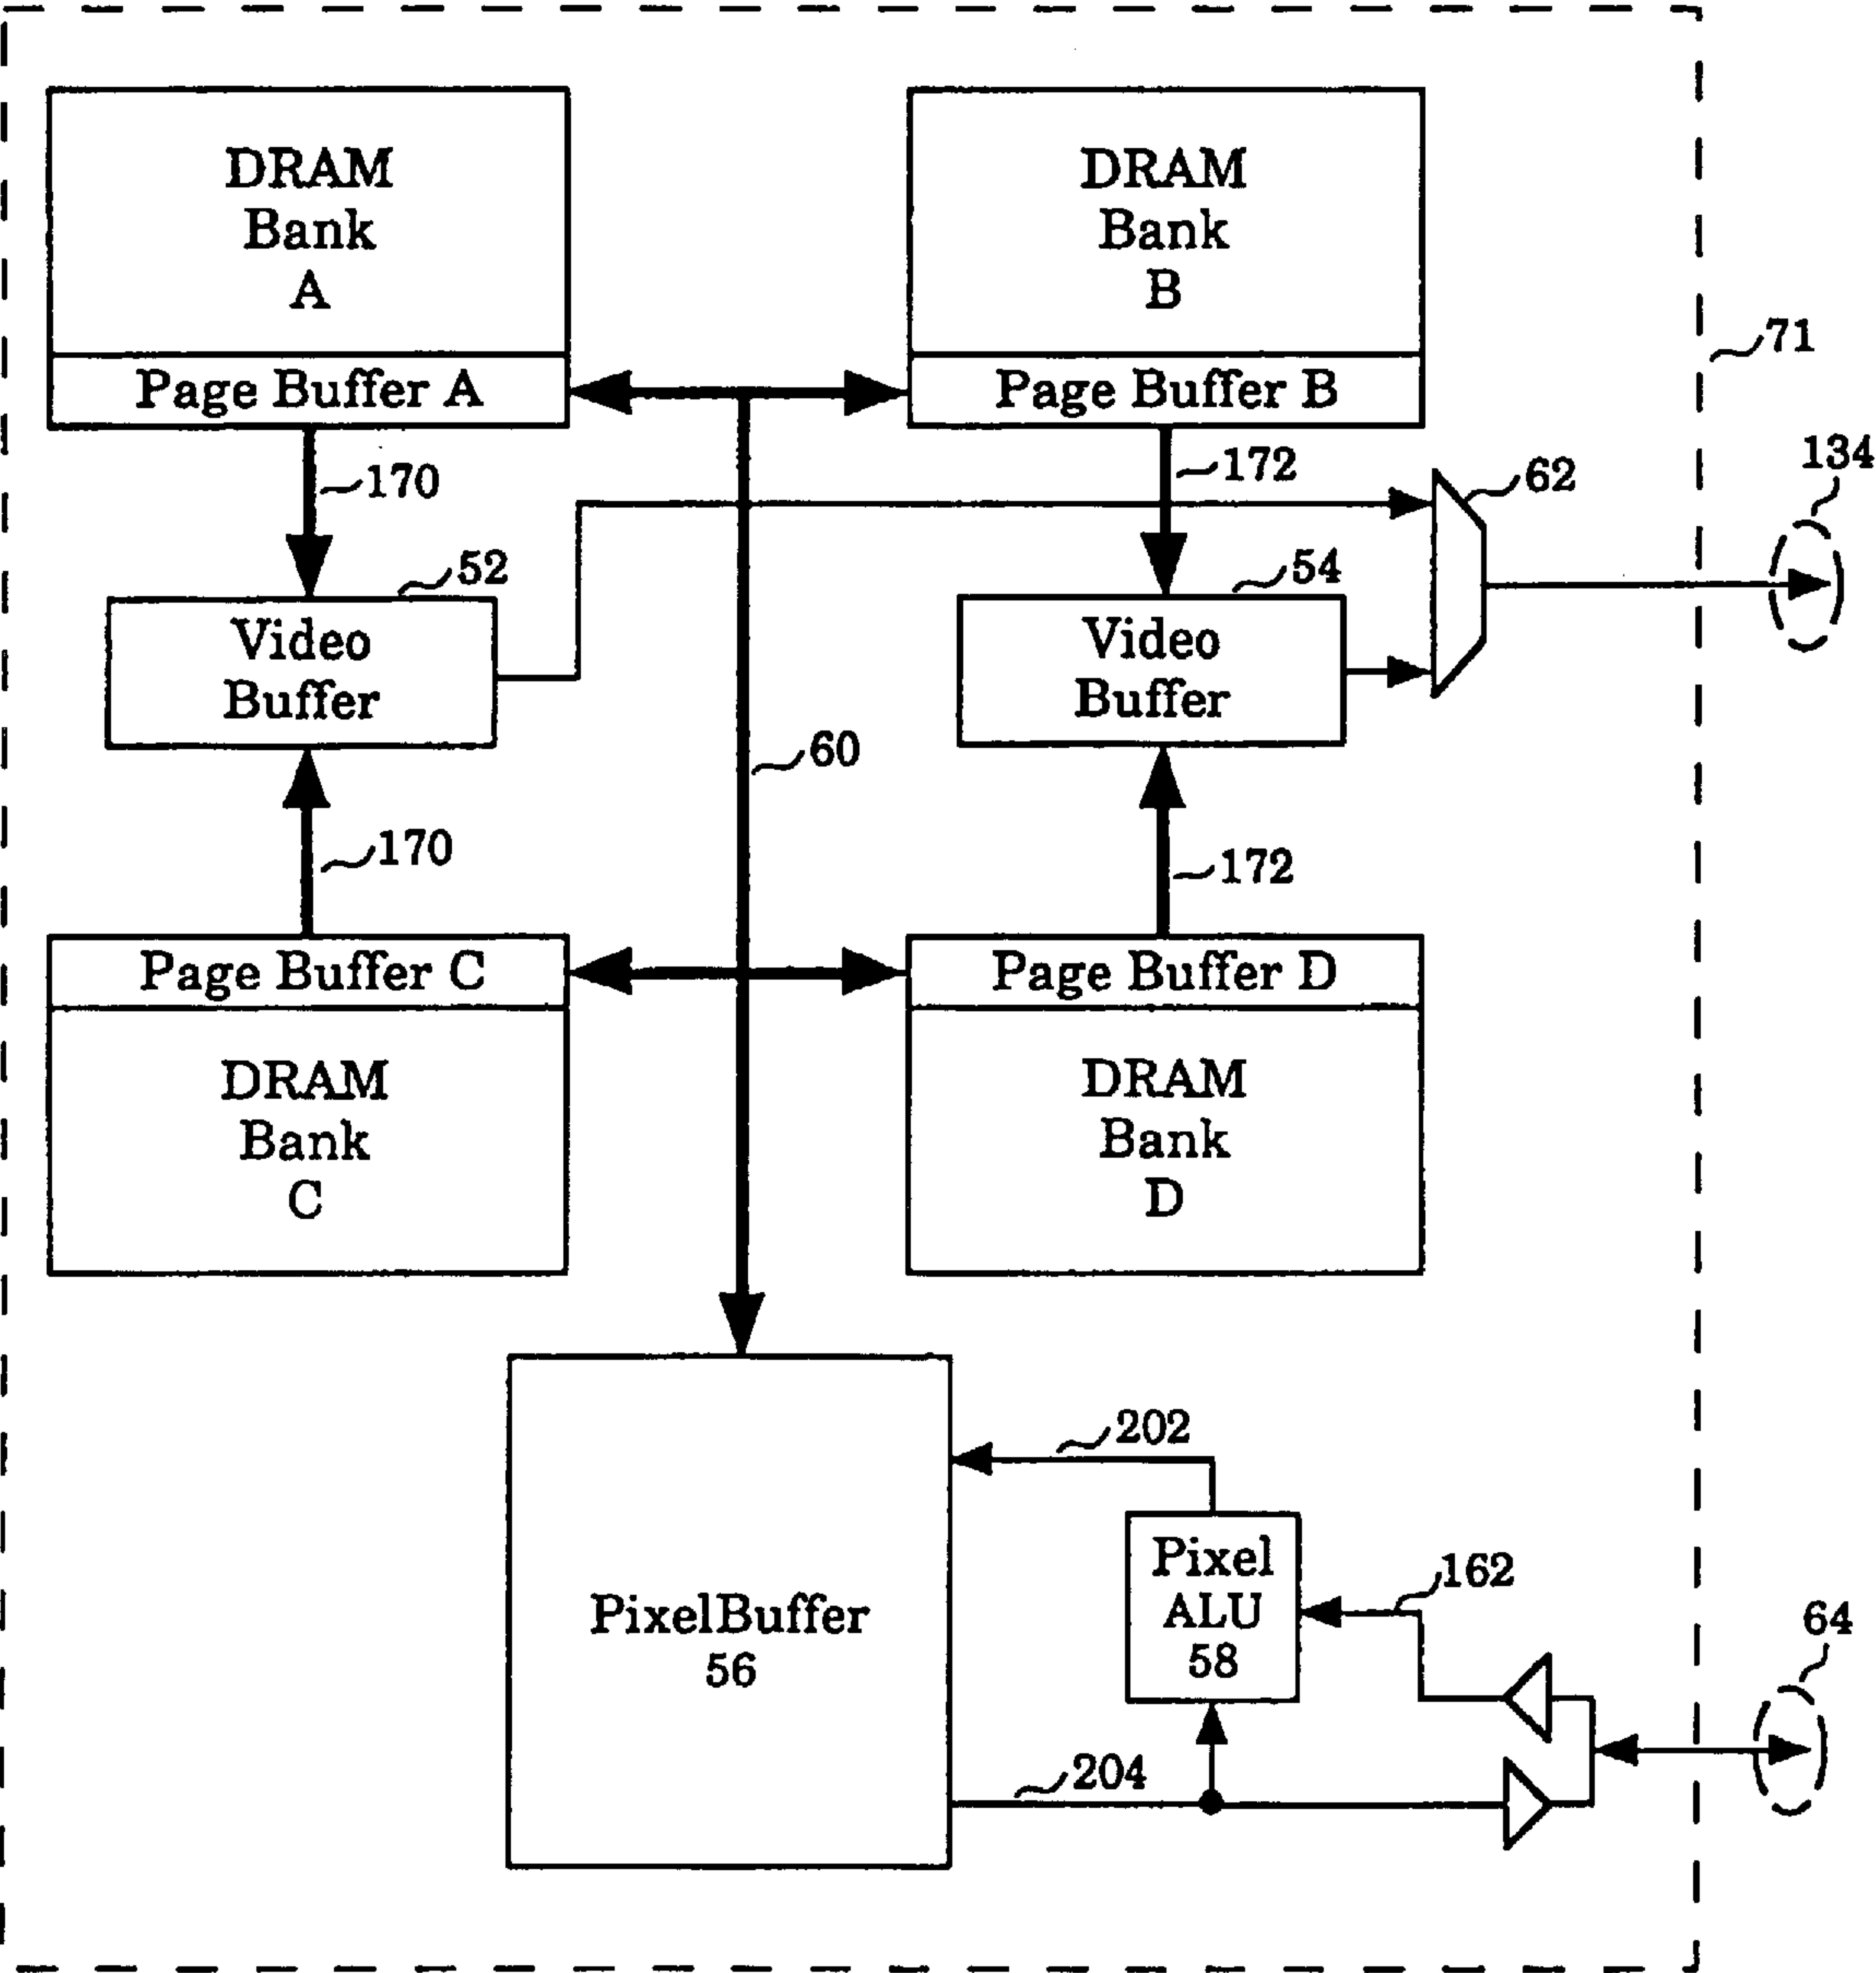 DRAM
Bank
A
Page Buffer A
DRAM
Bank
B
Page Buffer B
71
134
170
172
62
52
Video
Buffer
54
Video
Buffer
60
170
172
Page Buffer C
DRAM
Bank
C
Page Buffer D
DRAM
Bank
D
202
PixelBuffer
56
Pixel
ALU
58
162
64
204